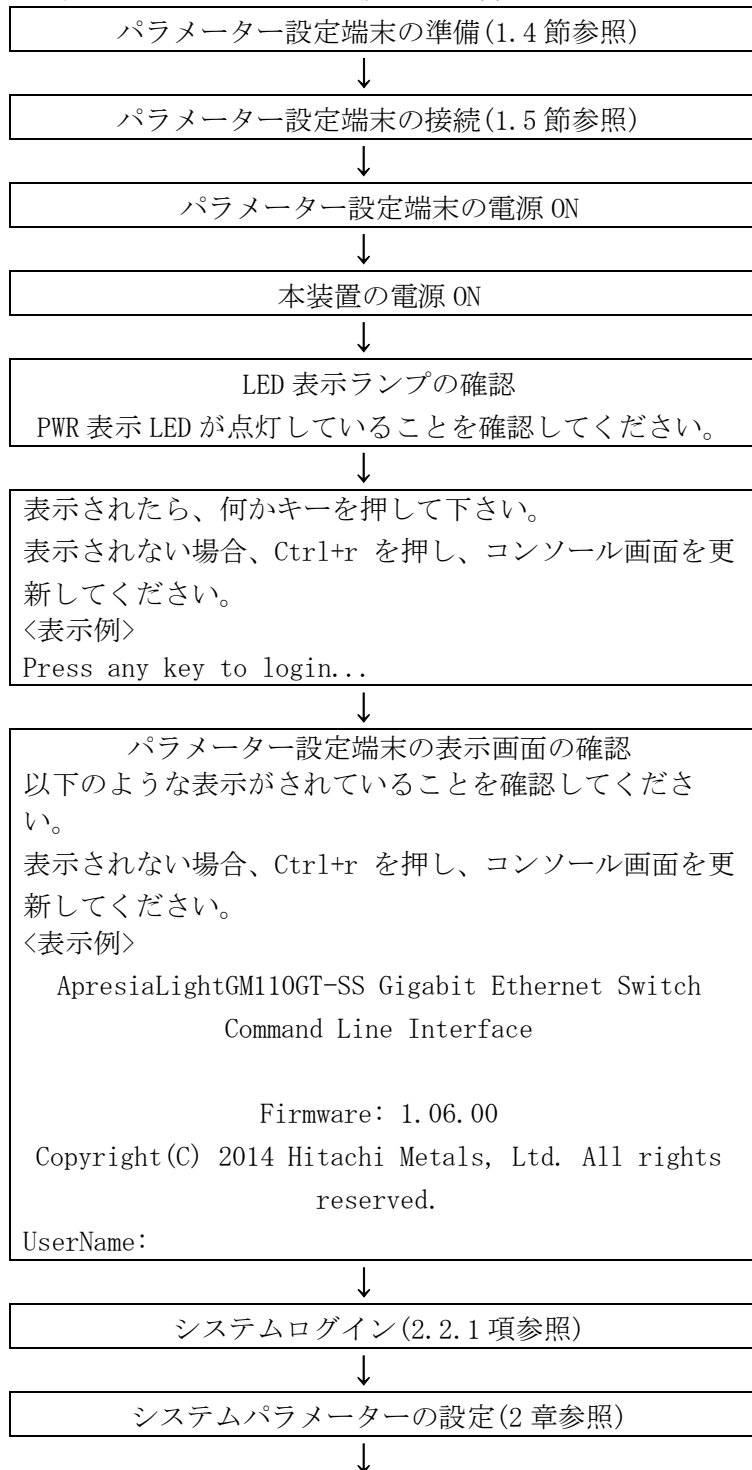 パラメーター設定端末の準備(1.4節参照)
↓
パラメーター設定端末の接続(1.5節参照)
↓
パラメーター設定端末の電源 ON
↓
本装置の電源 ON
↓
LED 表示ランプの確認
PWR 表示 LED が点灯していることを確認してください。
↓
表示されたら、何かキーを押して下さい。
表示されない場合、Ctrl+r を押し、コンソール画面を更
新してください。
<表示例>
Press any key to login...
↓
パラメーター設定端末の表示画面の確認
以下のような表示がされていることを確認してくださ
い。
表示されない場合、Ctrl+r を押し、コンソール画面を更
新してください。
<表示例>
ApresiaLightGM110GT-SS Gigabit Ethernet Switch
Command Line Interface
Firmware: 1.06.00
Copyright(C) 2014 Hitachi Metals, Ltd. All rights
reserved.
UserName:
↓
システムログイン(2.2.1項参照)
↓
システムパラメーターの設定(2章参照)
↓